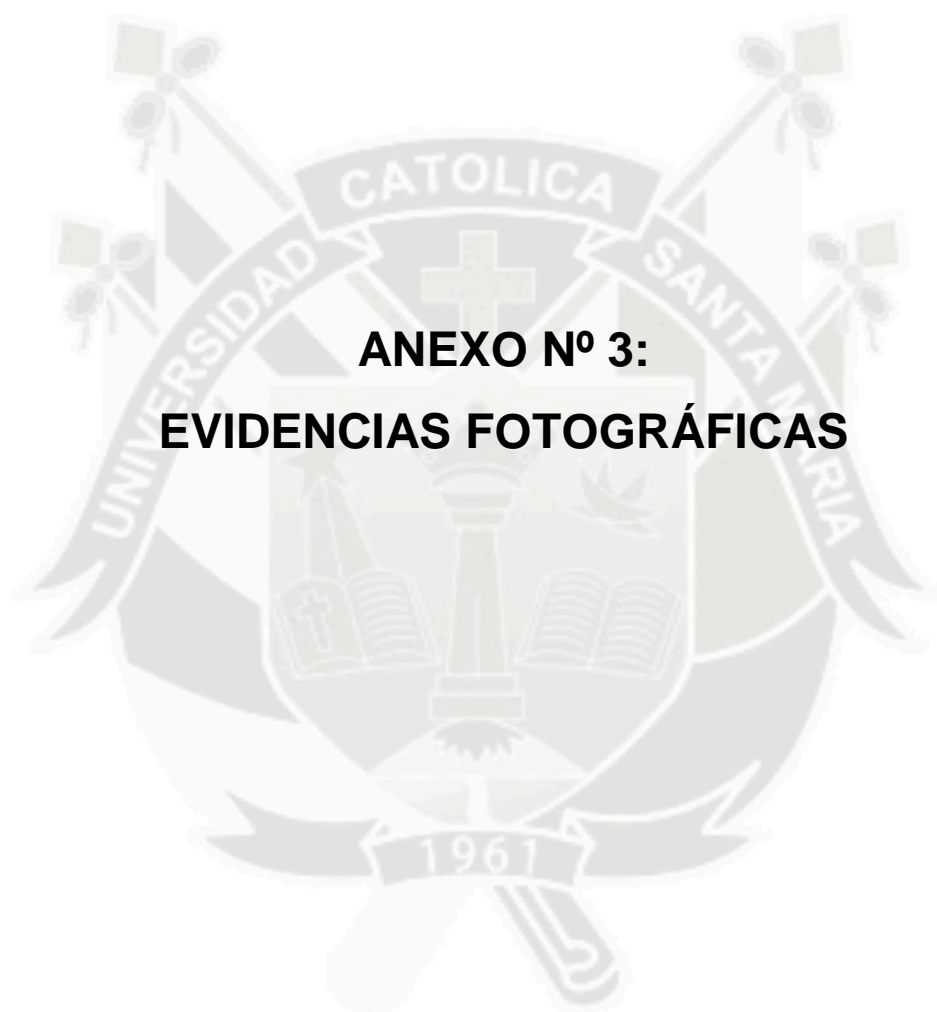 CATOLICA
UNIVERSIDAD
SANTA MARIA
ANEXO Nº 3:
EVIDENCIAS FOTOGRÁFICAS
1961